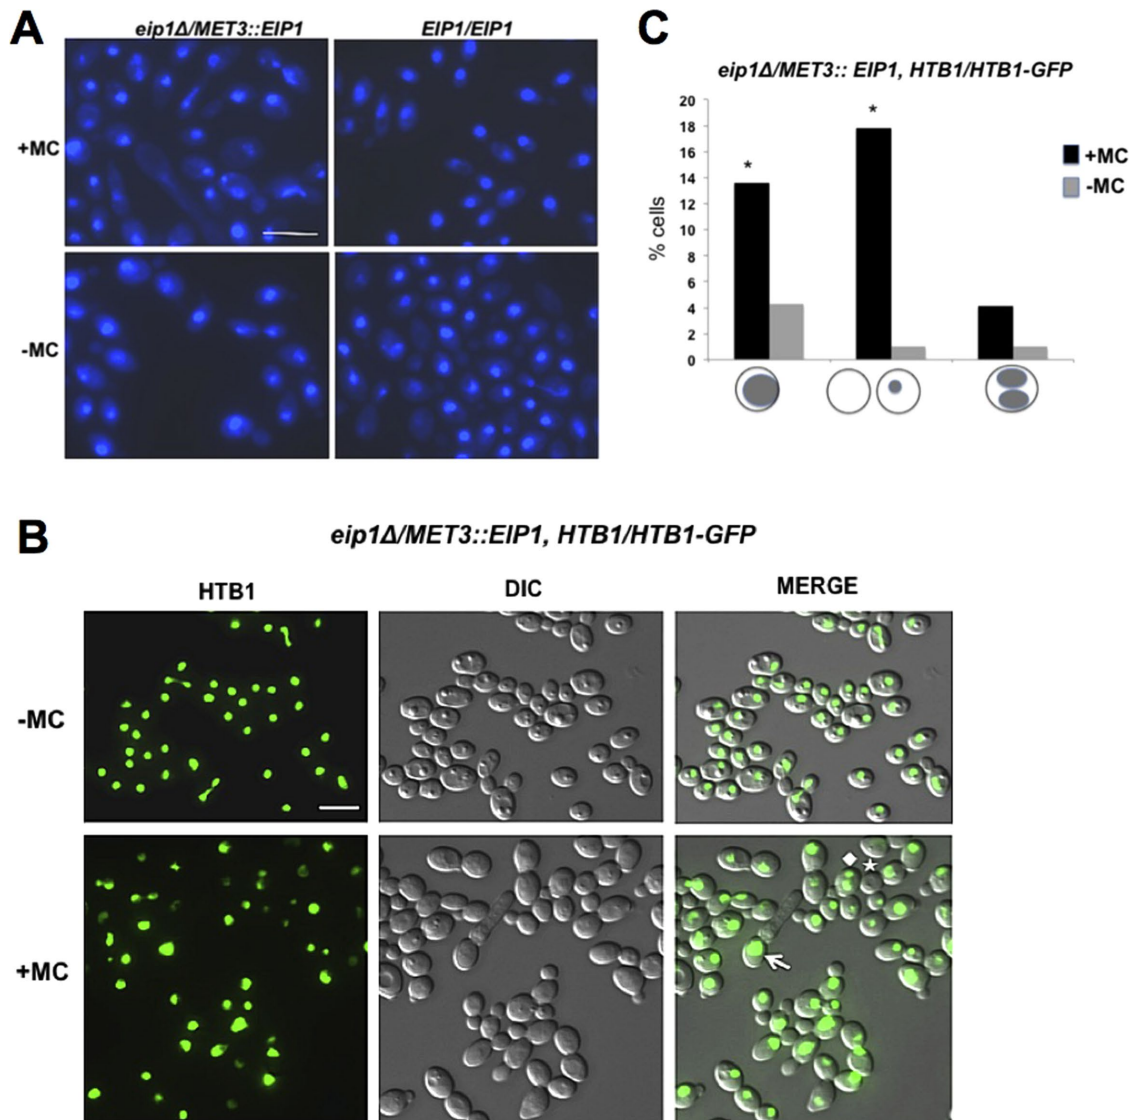 A
eip1Δ/MET3::EIP1
EIP1/EIP1
+MC
-MC
C
eip1Δ/MET3:: EIP1, HTB1/HTB1-GFP
20
18
16
14
12
10
8
6
4
2
0
% cells
*
*
+MC
-MC
B
eip1Δ/MET3::EIP1, HTB1/HTB1-GFP
HTB1
DIC
MERGE
-MC
+MC